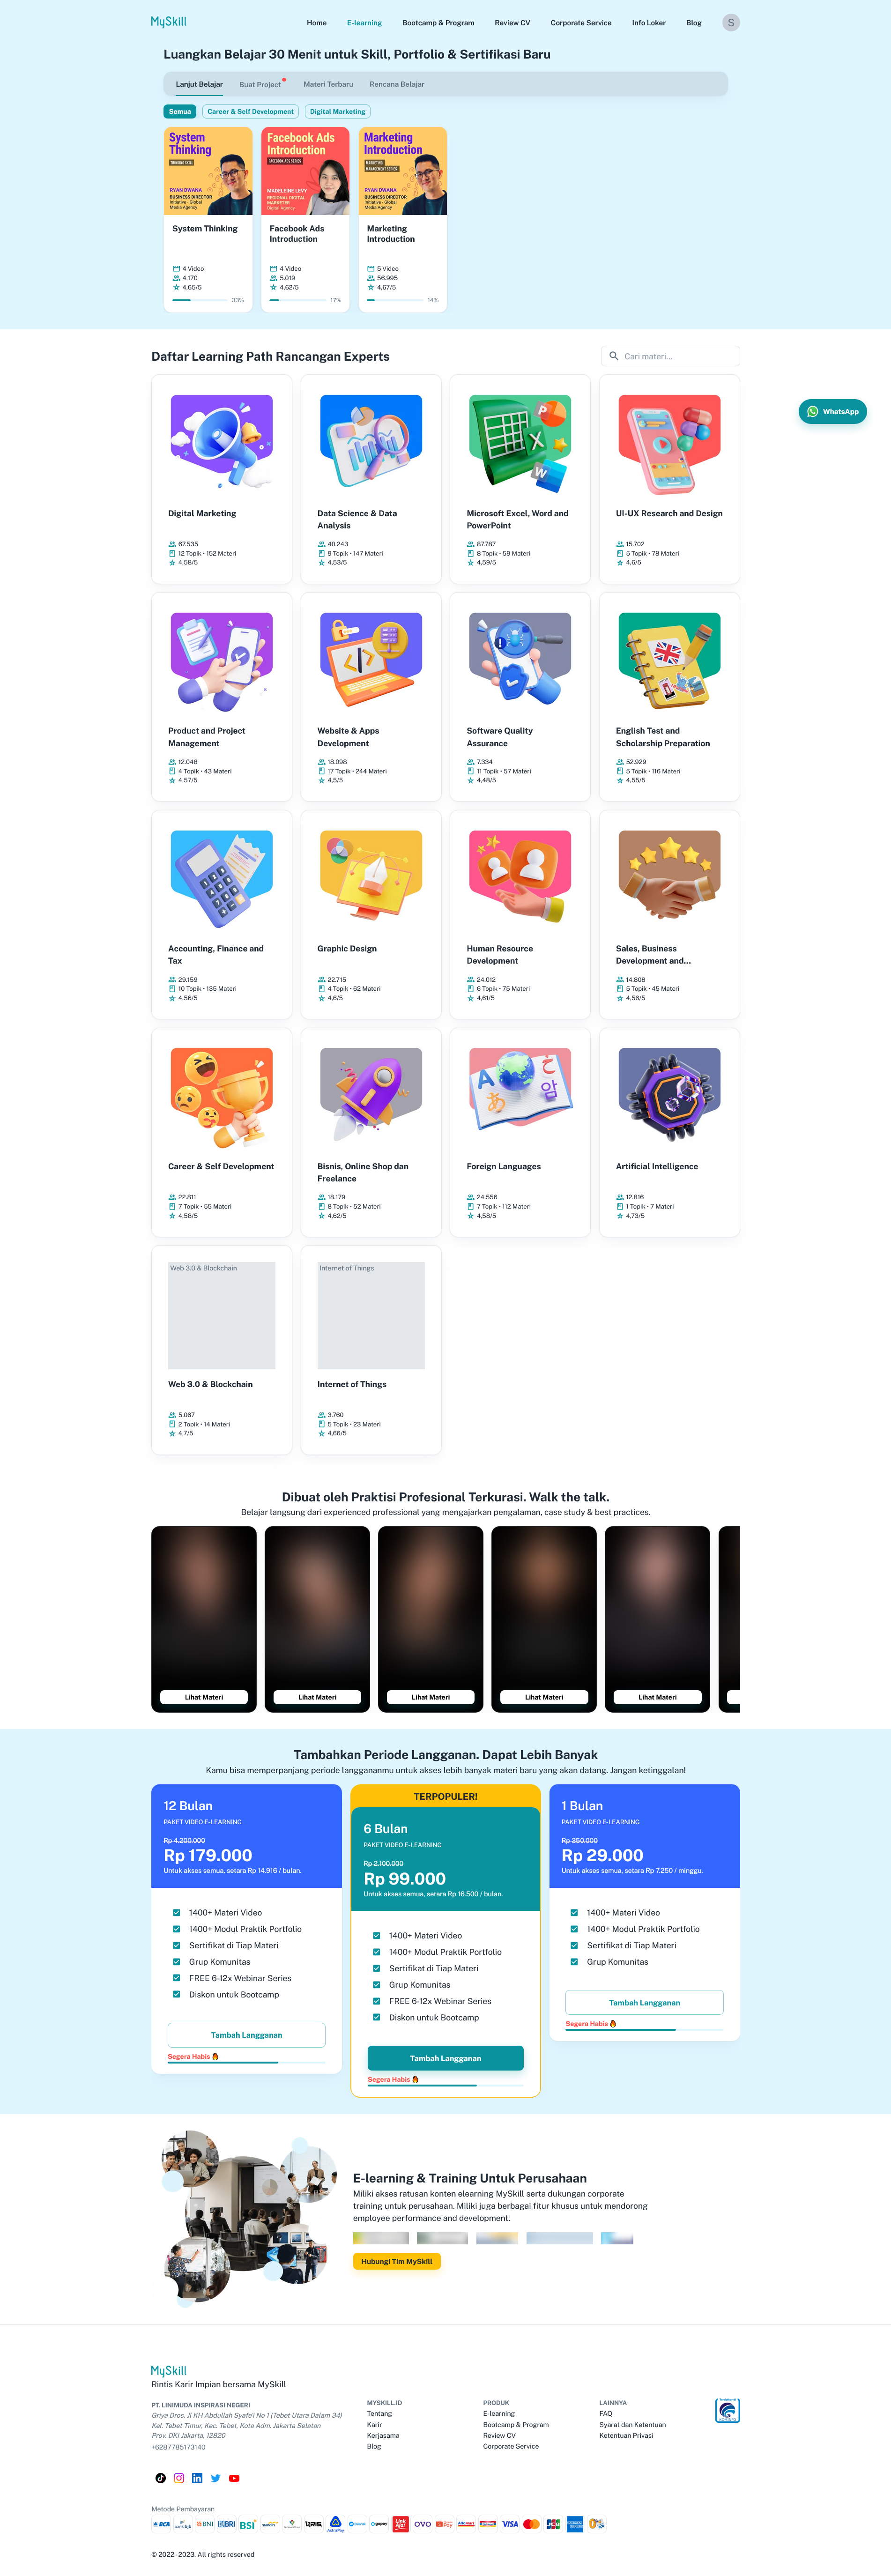 MySkill
Home
E-learning
Bootcamp & Program
Review CV
Corporate Service
Info Loker
Blog
S
Luangkan Belajar 30 Menit untuk Skill, Portfolio & Sertifikasi Baru
Lanjut Belajar
Buat Project
Materi Terbaru
Rencana Belajar
Semua
Career & Self Development
Digital Marketing
System
Thinking
THINKING SKILL
RYAN DWANA
BUSINESS DIRECTOR
Initiative - Global
Media Agency
System Thinking
4 Video
4.170
4,65/5
33%
Facebook Ads
Introduction
FACEBOOK ADS SERIES
MADELEINE LEVY
REGIONAL DIGITAL
MARKETER
Digital Agency
Facebook Ads
Introduction
4 Video
5.019
4,62/5
17%
Marketing
Introduction
MARKETING
MANAGEMENT SERIES
RYAN DWANA
BUSINESS DIRECTOR
Initiative - Global
Media Agency
Marketing
Introduction
5 Video
56.995
4,67/5
14%
Daftar Learning Path Rancangan Experts
Cari materi...
WhatsApp
Digital Marketing
67.535
12 Topik • 152 Materi
4,58/5
Data Science & Data
Analysis
40.243
9 Topik • 147 Materi
4,53/5
Microsoft Excel, Word and
PowerPoint
87.787
8 Topik • 59 Materi
4,59/5
UI-UX Research and Design
15.702
5 Topik • 78 Materi
4,6/5
Product and Project
Management
12.048
4 Topik • 43 Materi
4,57/5
Website & Apps
Development
18.098
17 Topik • 244 Materi
4,5/5
Software Quality
Assurance
7.334
11 Topik • 57 Materi
4,48/5
English Test and
Scholarship Preparation
52.929
5 Topik • 116 Materi
4,55/5
Accounting, Finance and
Tax
29.159
10 Topik • 135 Materi
4,56/5
Graphic Design
22.715
4 Topik • 62 Materi
4,6/5
Human Resource
Development
24.012
6 Topik • 75 Materi
4,61/5
Sales, Business
Development and...
14.808
5 Topik • 45 Materi
4,56/5
Career & Self Development
22.811
7 Topik • 55 Materi
4,58/5
Bisnis, Online Shop dan
Freelance
18.179
8 Topik • 52 Materi
4,62/5
Foreign Languages
24.556
7 Topik • 112 Materi
4,58/5
Artificial Intelligence
12.816
1 Topik • 7 Materi
4,73/5
Web 3.0 & Blockchain
Web 3.0 & Blockchain
5.067
2 Topik • 14 Materi
4,7/5
Internet of Things
Internet of Things
3.760
5 Topik • 23 Materi
4,66/5
Dibuat oleh Praktisi Profesional Terkurasi. Walk the talk.
Belajar langsung dari experienced professional yang mengajarkan pengalaman, case study & best practices.
Lihat Materi
Lihat Materi
Lihat Materi
Lihat Materi
Lihat Materi
Tambahkan Periode Langganan. Dapat Lebih Banyak
Kamu bisa memperpanjang periode langgananmu untuk akses lebih banyak materi baru yang akan datang. Jangan ketinggalan!
12 Bulan
PAKET VIDEO E-LEARNING
Rp 4.200.000
Rp 179.000
Untuk akses semua, setara Rp 14.916 / bulan.
1400+ Materi Video
1400+ Modul Praktik Portfolio
Sertifikat di Tiap Materi
Grup Komunitas
FREE 6-12x Webinar Series
Diskon untuk Bootcamp
Tambah Langganan
Segera Habis
TERPOPULER!
6 Bulan
PAKET VIDEO E-LEARNING
Rp 2.100.000
Rp 99.000
Untuk akses semua, setara Rp 16.500 / bulan.
1400+ Materi Video
1400+ Modul Praktik Portfolio
Sertifikat di Tiap Materi
Grup Komunitas
FREE 6-12x Webinar Series
Diskon untuk Bootcamp
Tambah Langganan
Segera Habis
1 Bulan
PAKET VIDEO E-LEARNING
Rp 350.000
Rp 29.000
Untuk akses semua, setara Rp 7.250 / minggu.
1400+ Materi Video
1400+ Modul Praktik Portfolio
Sertifikat di Tiap Materi
Grup Komunitas
Tambah Langganan
Segera Habis
E-learning & Training Untuk Perusahaan
Miliki akses ratusan konten elearning MySkill serta dukungan corporate
training untuk perusahaan. Miliki juga berbagai fitur khusus untuk mendorong
employee performance and development.
Hubungi Tim MySkill
MySkill
Rintis Karir Impian bersama MySkill
PT. LINIMUDA INSPIRASI NEGERI
Griya Dros, Jl KH Abdullah Syafe'i No 1 (Tebet Utara Dalam 34)
Kel. Tebet Timur, Kec. Tebet, Kota Adm. Jakarta Selatan
Prov. DKI Jakarta, 12820
+6287785173140
MYSKILL.ID
Tentang
Karir
Kerjasama
Blog
PRODUK
E-learning
Bootcamp & Program
Review CV
Corporate Service
LAINNYA
FAQ
Syarat dan Ketentuan
Ketentuan Privasi
Metode Pembayaran
BCA
BNI
BRI
BSI
QRIS
AstraPay
gopay
LinkAja!
OVO
VISA
JCB
© 2022 - 2023. All rights reserved